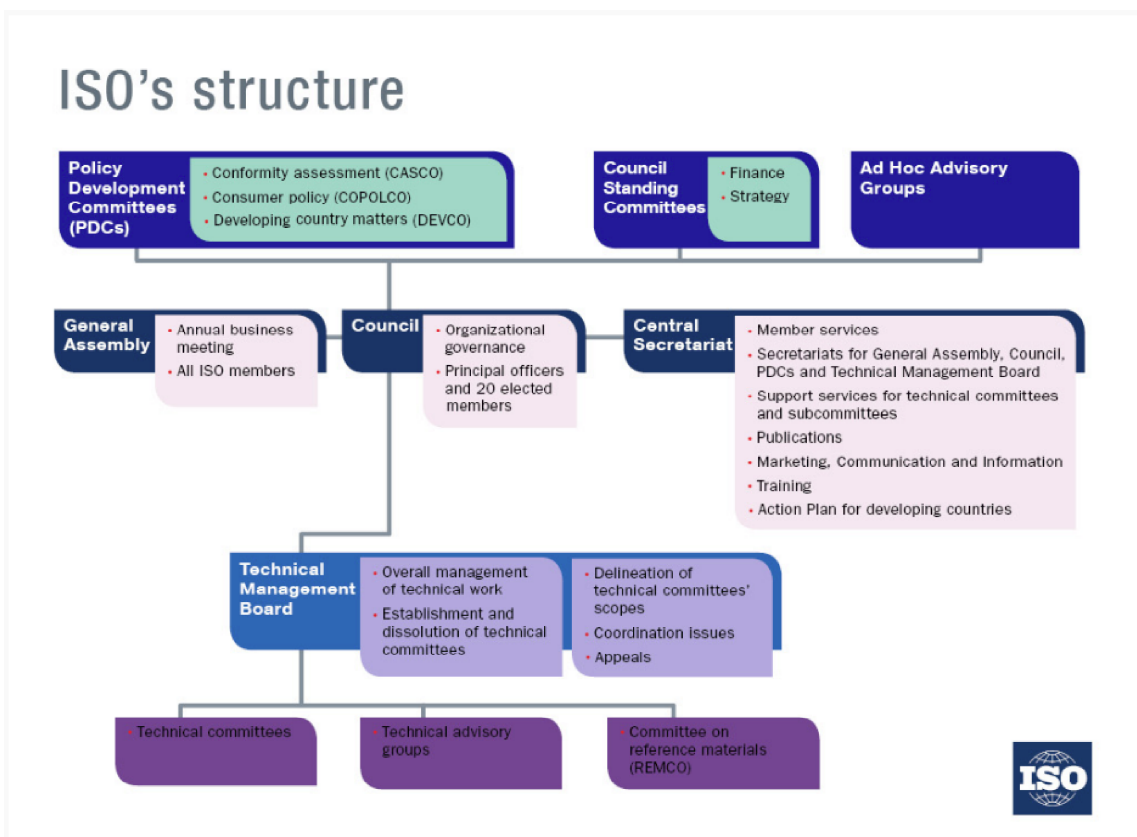 ISO's structure
Policy
Development
Committees
(PDCs)
• Conformity assessment (CASCO)
• Consumer policy (COPOLCO)
• Developing country matters (DEVCO)
Council
Standing
Committees
• Finance
• Strategy
Ad Hoc Advisory
Groups
General
Assembly
• Annual business
meeting
• All ISO members
Council
• Organizational
governance
• Principal officers
and 20 elected
members
Central
Secretariat
• Member services
• Secretariats for General Assembly, Council,
PDCs and Technical Management Board
• Support services for technical committees
and subcommittees
• Publications
• Marketing, Communication and Information
• Training
• Action Plan for developing countries
Technical
Management
Board
• Overall management
of technical work
• Establishment and
dissolution of technical
committees
• Delineation of
technical committees'
scopes
• Coordination issues
• Appeals
• Technical committees
• Technical advisory
groups
• Committee on
reference materials
(REMCO)
ISO